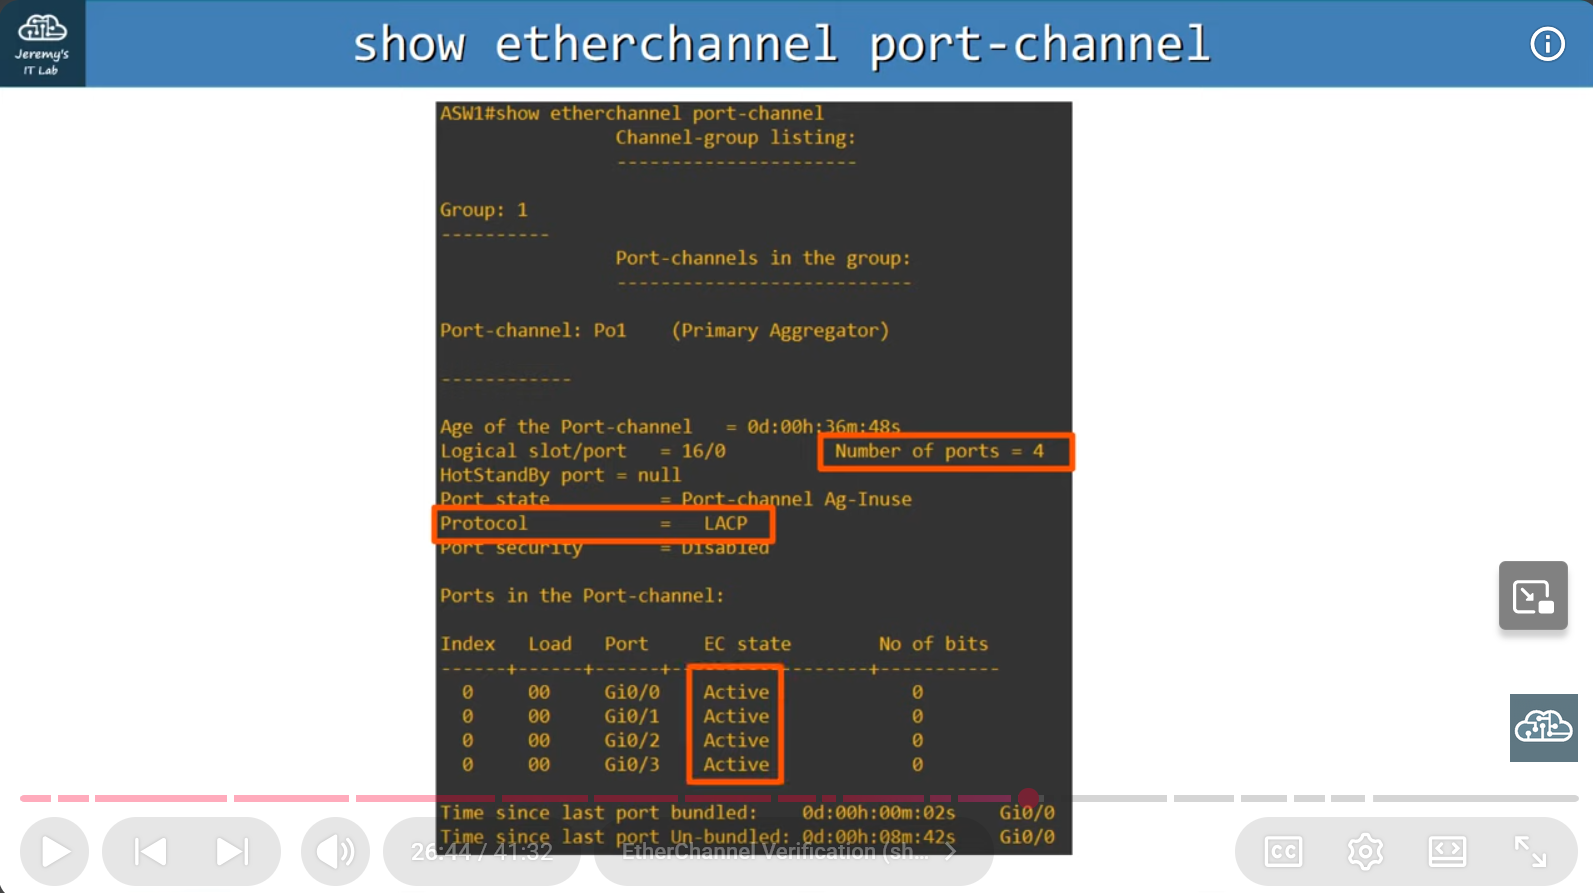 Jeremy's
IT Lab
show etherchannel port-channel
ASW1#show etherchannel port-channel
Channel-group listing:
----------------------
Group: 1
----------
Port-channels in the group:
---------------------------
Port-channel: Po1    (Primary Aggregator)
------------
Age of the Port-channel   = 0d:00h:36m:48s
Logical slot/port   = 16/0          Number of ports = 4
HotStandBy port = null
Port state          = Port-channel Ag-Inuse
Protocol            =   LACP
Port security       = Disabled
Ports in the Port-channel:
Index   Load   Port     EC state        No of bits
------+------+------+------------------+-----------
0     00     Gi0/0    Active             0
0     00     Gi0/1    Active             0
0     00     Gi0/2    Active             0
0     00     Gi0/3    Active             0
Time since last port bundled:    0d:00h:00m:02s    Gi0/0
Time since last port Un-bundled: 0d:00h:08m:42s    Gi0/0
26:44 / 41:32
EtherChannel Verification (sh...
CC